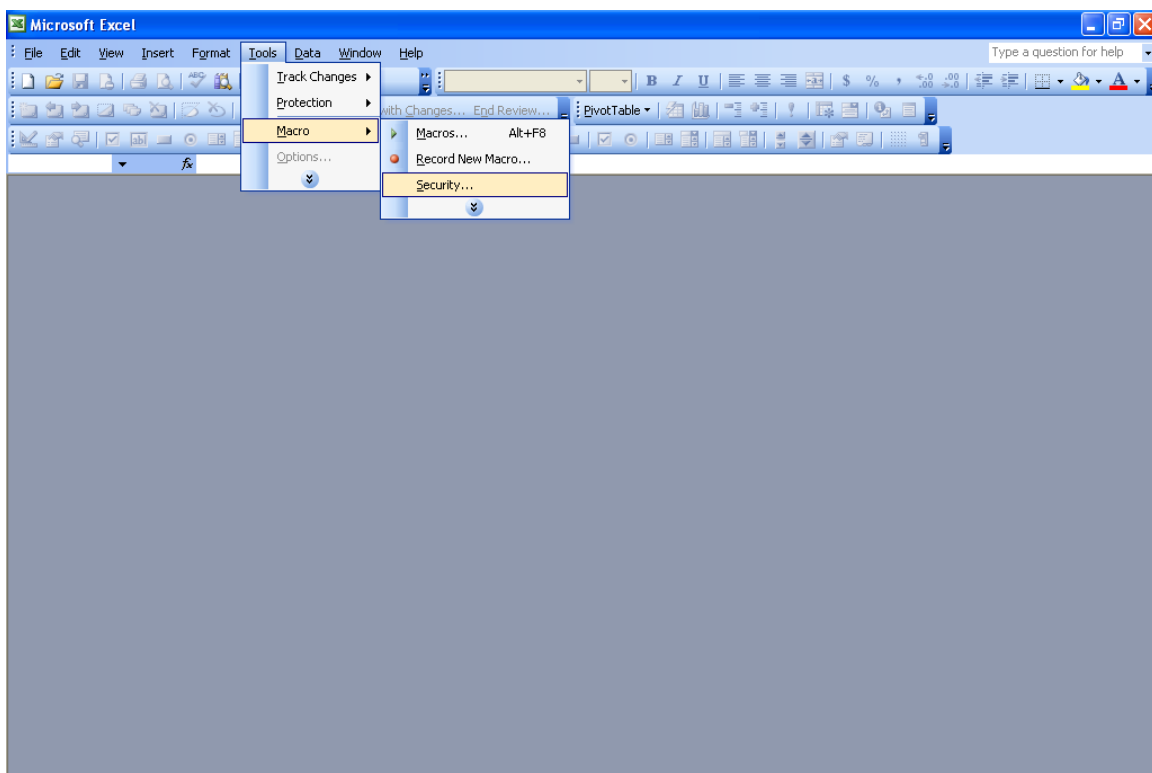 Microsoft Excel
File Edit View Insert Format Tools Data Window Help Type a question for help
Track Changes B I U $ % ,
Protection with Changes... End Review... PivotTable
Macro Macros... Alt+F8
Options... fx Record New Macro...
Security...